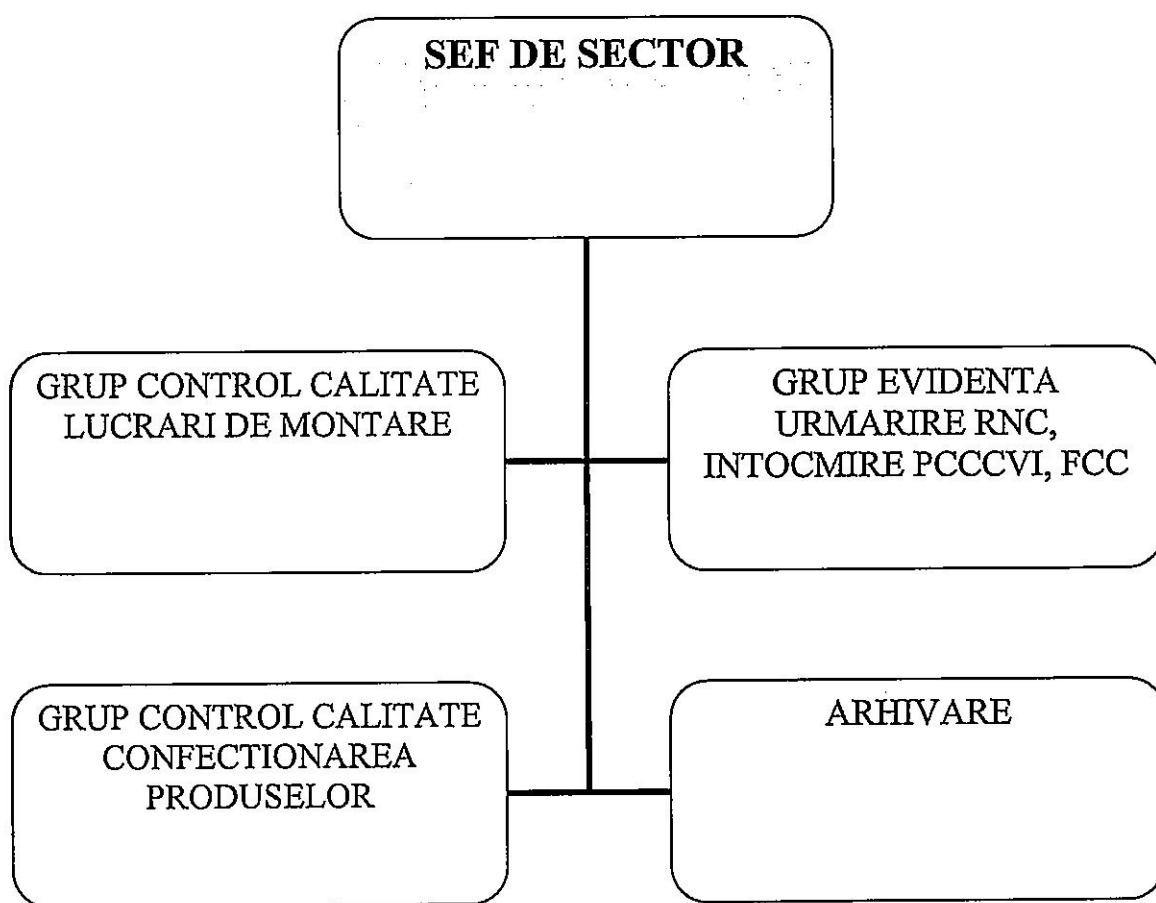 SEF DE SECTOR
GRUP CONTROL CALITATE
LUCRARI DE MONTARE
GRUP EVIDENTA
URMARIRE RNC,
INTOCMIRE PCCCVI, FCC
GRUP CONTROL CALITATE
CONFECTIONAREA
PRODUSELOR
ARHIVARE